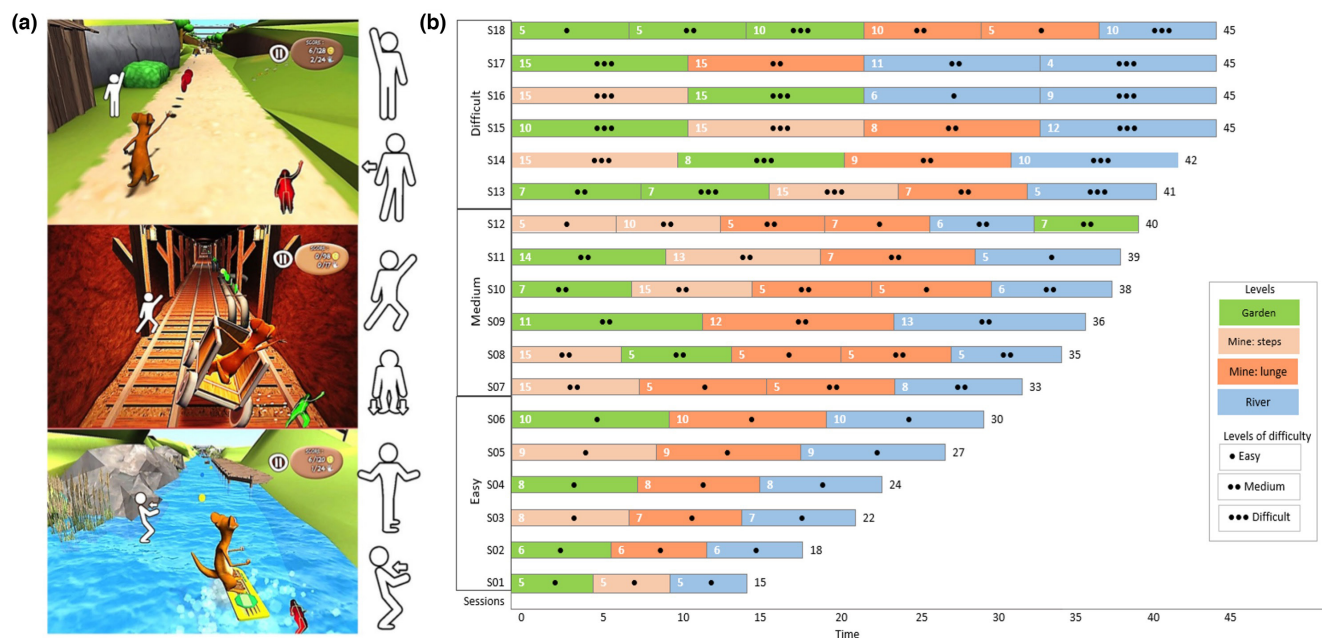 (a)
SCORE
6/128
2/24
SCORE
0/98
0/17
SCORE
6/120
1/24
(b)
Difficult
Medium
Easy
S18 5 • 5 •• 10 ••• 10 •• 5 • 10 ••• 45
S17 15 ••• 15 •• 11 •• 4 ••• 45
S16 15 ••• 15 ••• 6 • 9 ••• 45
S15 10 ••• 15 ••• 8 •• 12 ••• 45
S14 15 ••• 8 ••• 9 •• 10 ••• 42
S13 7 •• 7 ••• 15 ••• 7 •• 5 ••• 41
S12 5 • 10 •• 5 •• 7 • 6 •• 7 •• 40
S11 14 •• 13 •• 7 •• 5 • 39
S10 7 •• 15 •• 5 •• 5 • 6 •• 38
S09 11 •• 12 •• 13 •• 36
S08 15 •• 5 •• 5 • 5 •• 5 •• 35
S07 15 •• 5 • 5 •• 8 •• 33
S06 10 • 10 • 10 • 30
S05 9 • 9 • 9 • 27
S04 8 • 8 • 8 • 24
S03 8 • 7 • 7 • 22
S02 6 • 6 • 6 • 18
S01 5 • 5 • 5 • 15
Sessions
0 5 10 15 20 25 30 35 40 45
Time
Levels
Garden
Mine: steps
Mine: lunge
River
Levels of difficulty
• Easy
•• Medium
••• Difficult